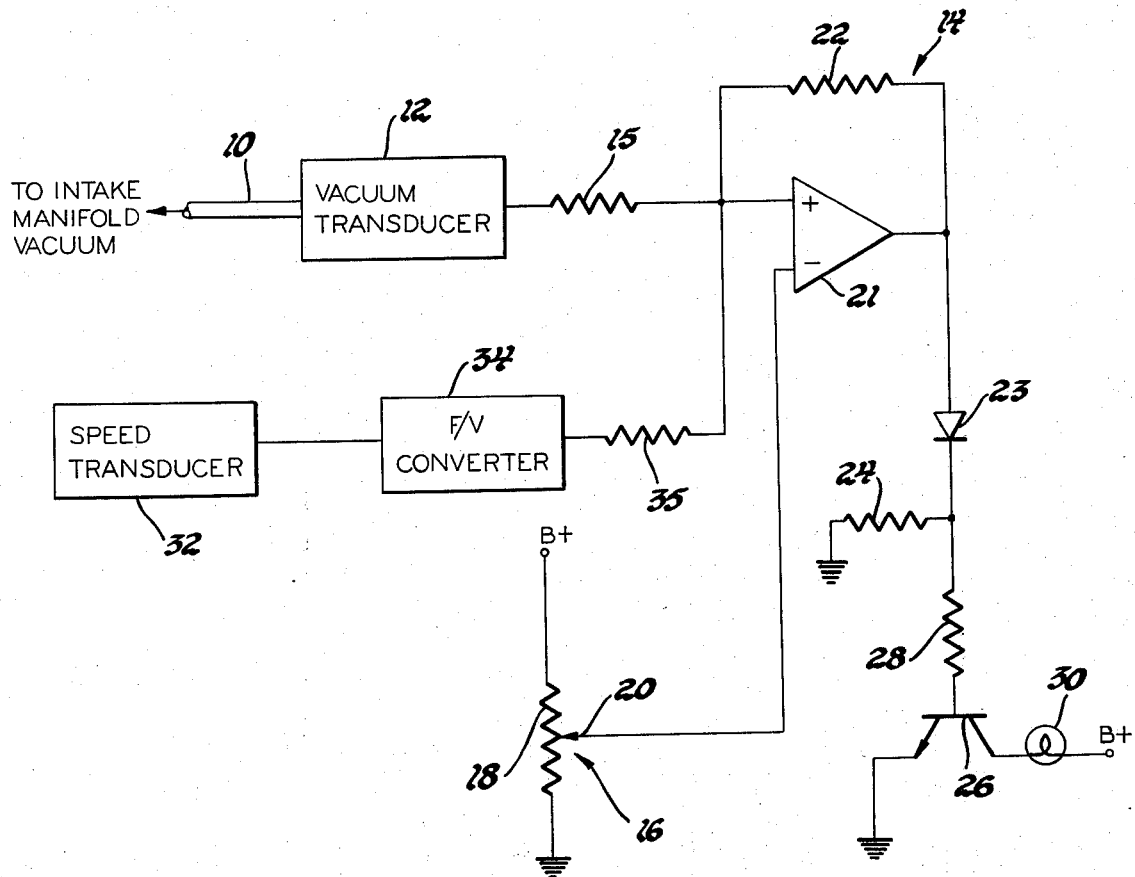 22
14
12
10
15
TO INTAKE
MANIFOLD
VACUUM
VACUUM
TRANSDUCER
+
−
21
34
23
SPEED
TRANSDUCER
F/V
CONVERTER
24
35
32
B+
28
20
30
B+
18
26
16